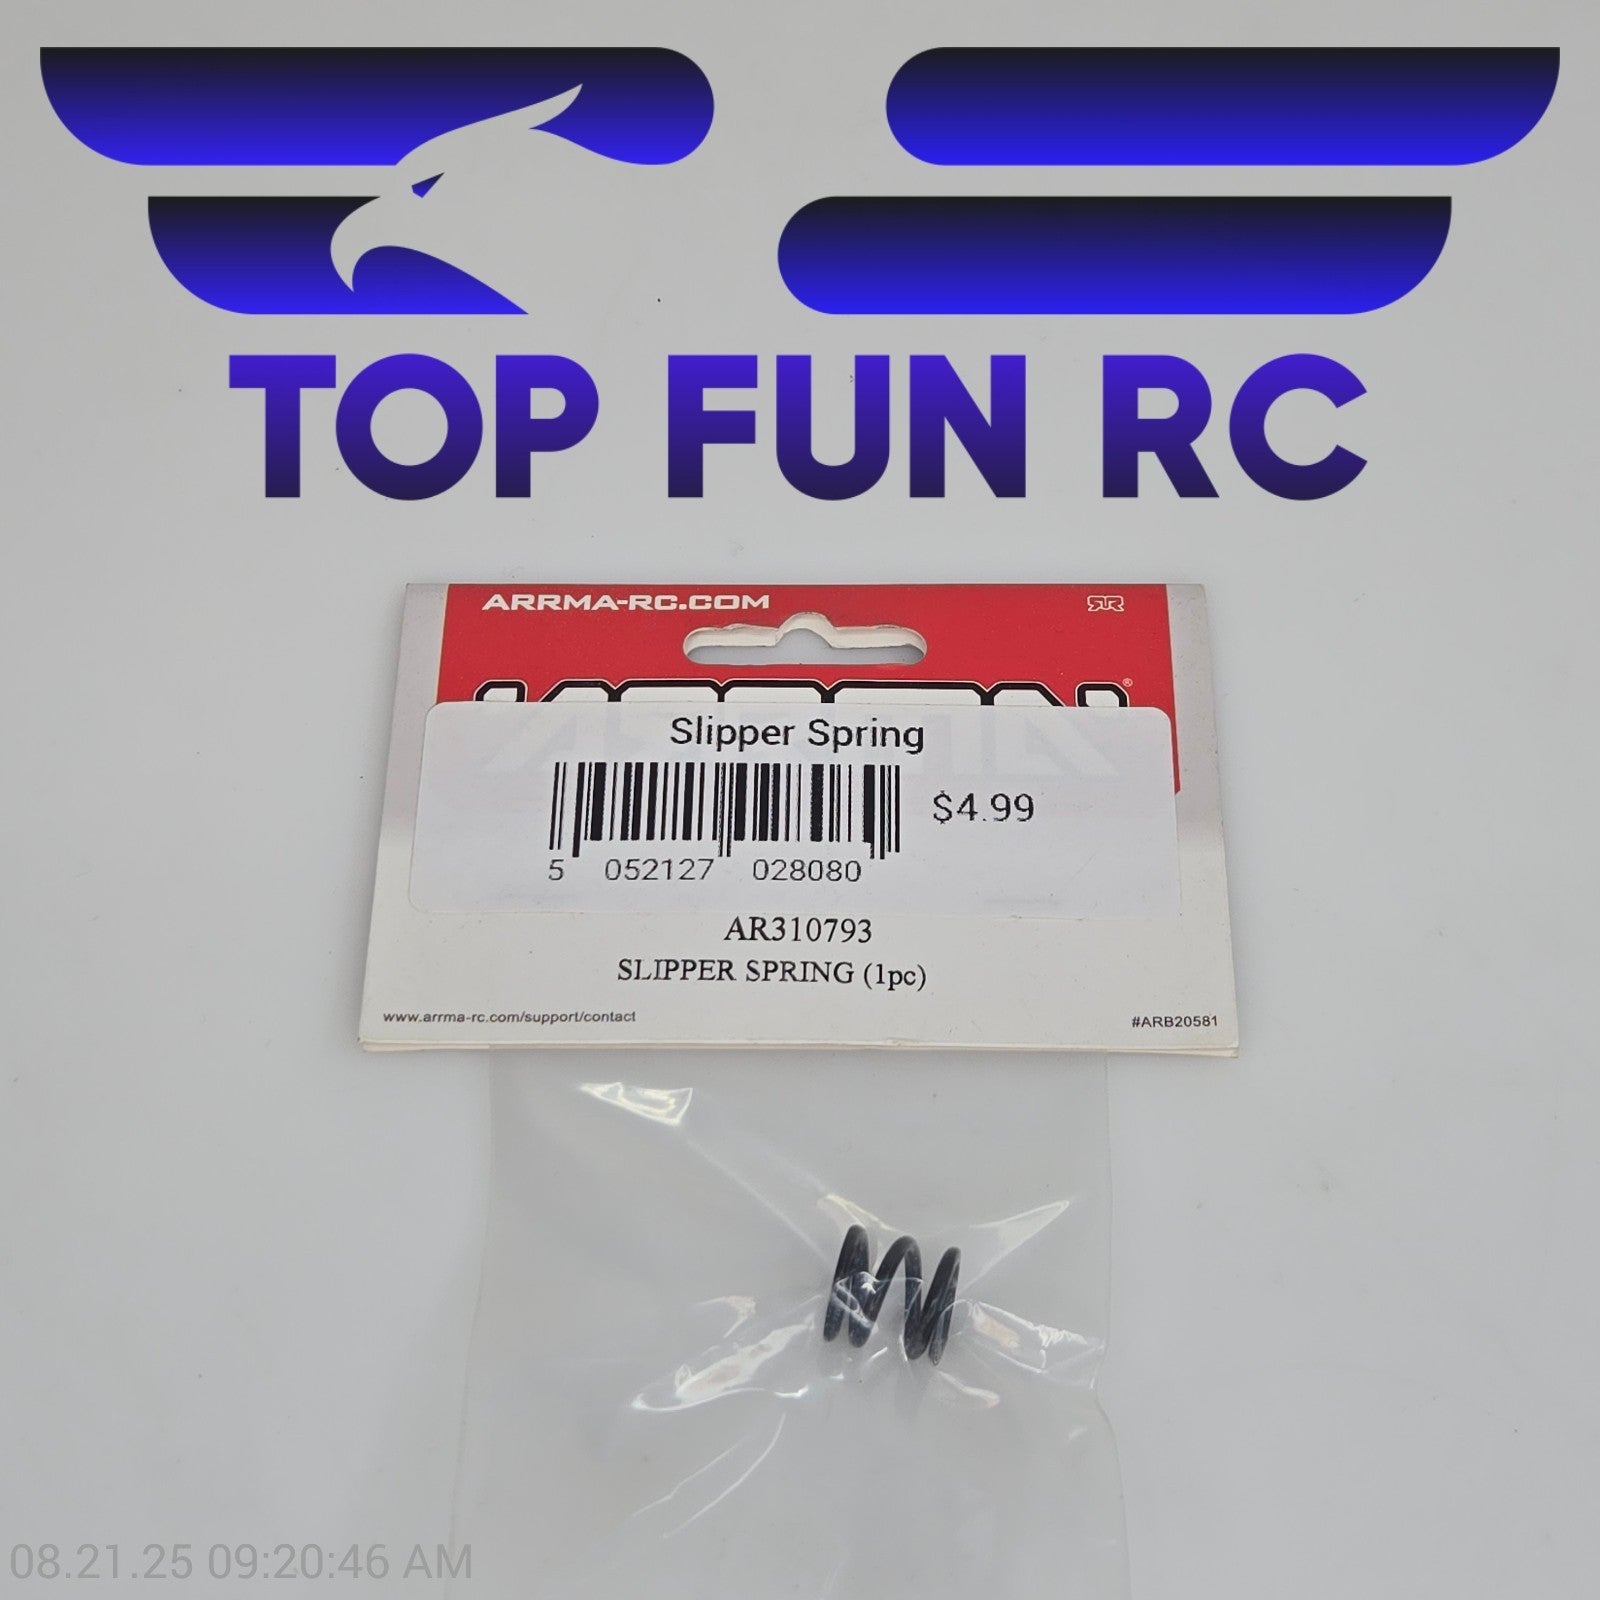 TOP FUN RC
ARRMA-RC.COM
Slipper Spring
$4.99
5 052127 028080
AR310793
SLIPPER SPRING (1pc)
www.arrma-rc.com/support/contact
#ARB20581
08.21.25 09:20:46 AM